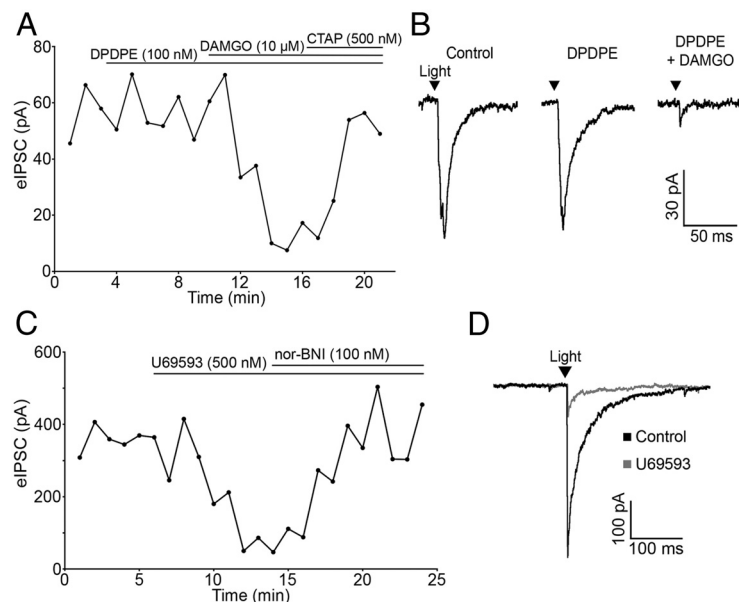 A
80
60
40
20
0
eIPSC (pA)
DPDPE (100 nM)
DAMGO (10 µM)
CTAP (500 nM)
0 4 8 12 16 20
Time (min)
B
Control
DPDPE
DPDPE
+ DAMGO
Light
30 pA
50 ms
C
600
400
200
0
eIPSC (pA)
U69593 (500 nM)
nor-BNI (100 nM)
0 5 10 15 20 25
Time (min)
D
Light
Control
U69593
100 pA
100 ms